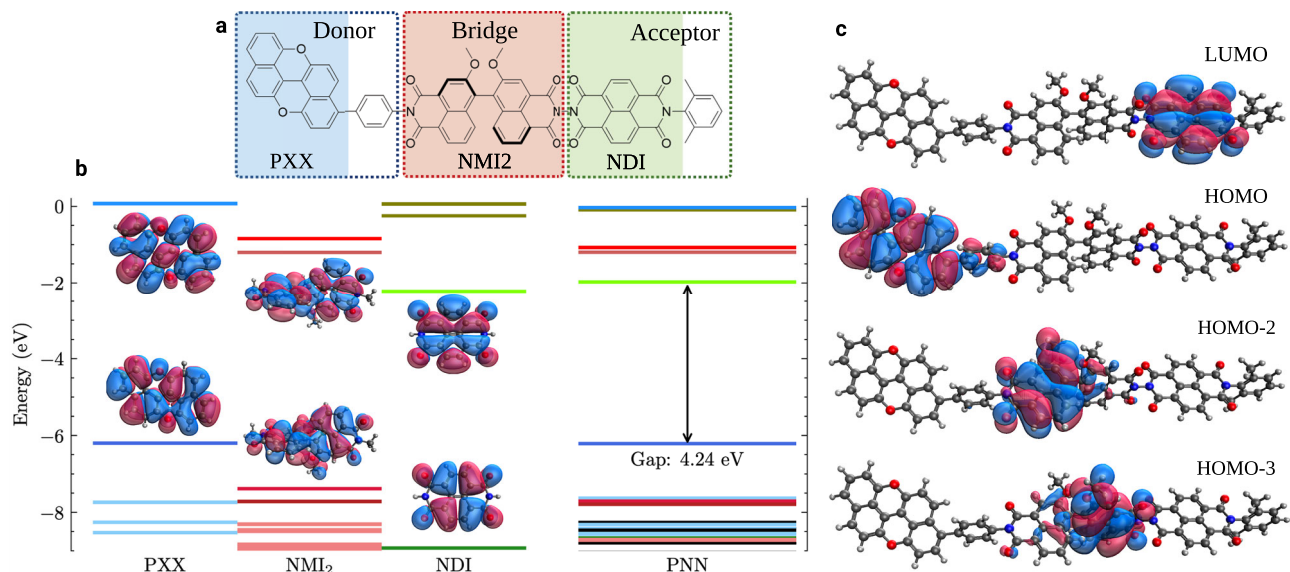 a
Donor
Bridge
Acceptor
O
O
O
O
O
O
O
O
O
O
N
N
N
N
O
O
O
O
PXX
NMI2
NDI
b
0
−2
−4
−6
−8
Energy (eV)
Gap: 4.24 eV
PXX
NMI₂
NDI
PNN
c
LUMO
HOMO
HOMO-2
HOMO-3